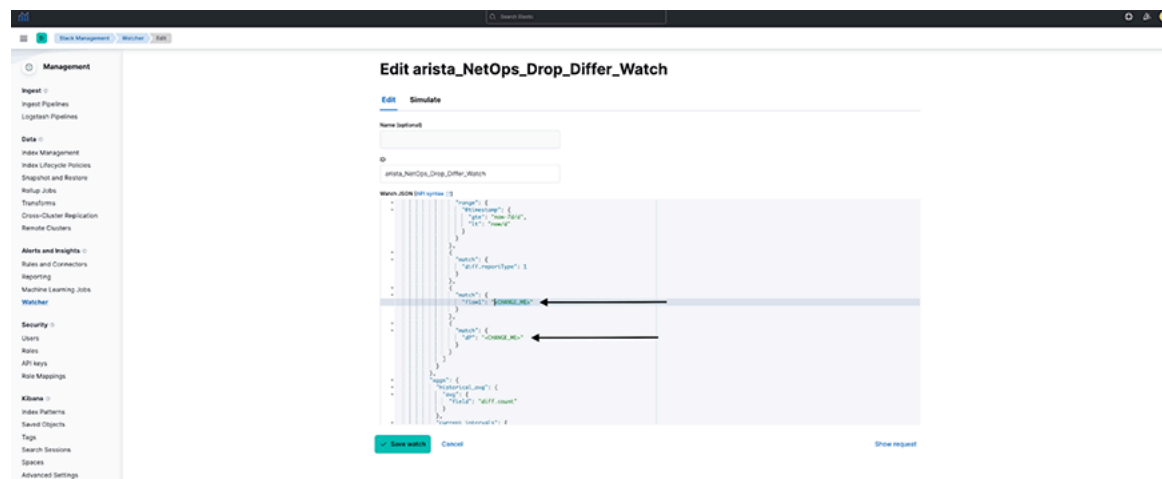 Search Elastic
Stack Management
Watcher
Edit
Management
Ingest
Ingest Pipelines
Logstash Pipelines
Data
Index Management
Index Lifecycle Policies
Snapshot and Restore
Rollup Jobs
Transforms
Cross-Cluster Replication
Remote Clusters
Alerts and Insights
Rules and Connectors
Reporting
Machine Learning Jobs
Watcher
Security
Users
Roles
API keys
Role Mappings
Kibana
Index Patterns
Saved Objects
Tags
Search Sessions
Spaces
Advanced Settings
Edit arista_NetOps_Drop_Differ_Watch
Edit Simulate
Name (optional)
ID
arista_NetOps_Drop_Differ_Watch
Watch JSON (API syntax)
"range": {
"@timestamp": {
"gte": "now-7d/d",
"lt": "now/d"
}
}
},
{
"match": {
"diff.reportType": 1
}
},
{
"match": {
"flow1": "<CHANGE_ME>"
}
},
{
"match": {
"dP": "<CHANGE_ME>"
}
}
]
}
},
"aggs": {
"historical_avg": {
"avg": {
"field": "diff.count"
}
},
"current_intervals": {
Save watch
Cancel
Show request